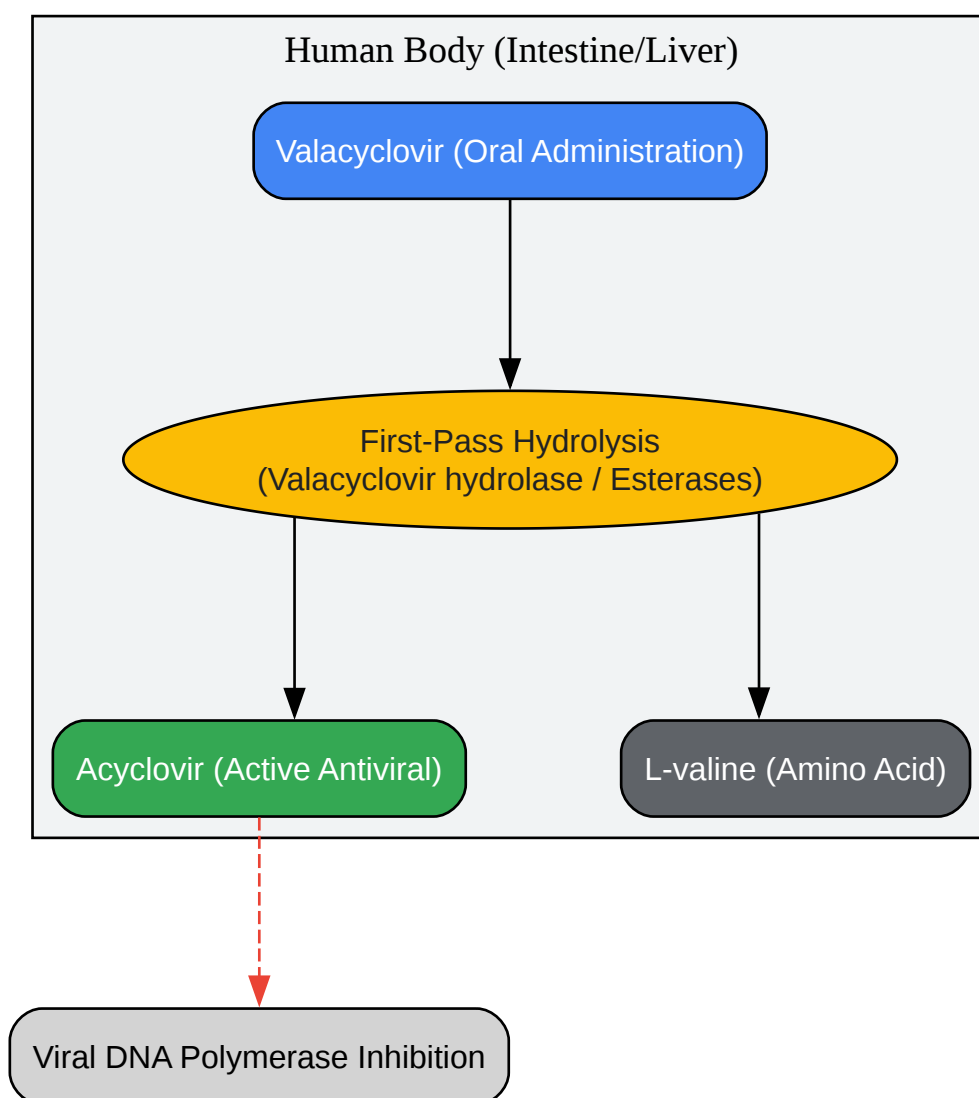 Human Body (Intestine/Liver)
Valacyclovir (Oral Administration)
First-Pass Hydrolysis
(Valacyclovir hydrolase / Esterases)
Acyclovir (Active Antiviral)
L-valine (Amino Acid)
Viral DNA Polymerase Inhibition